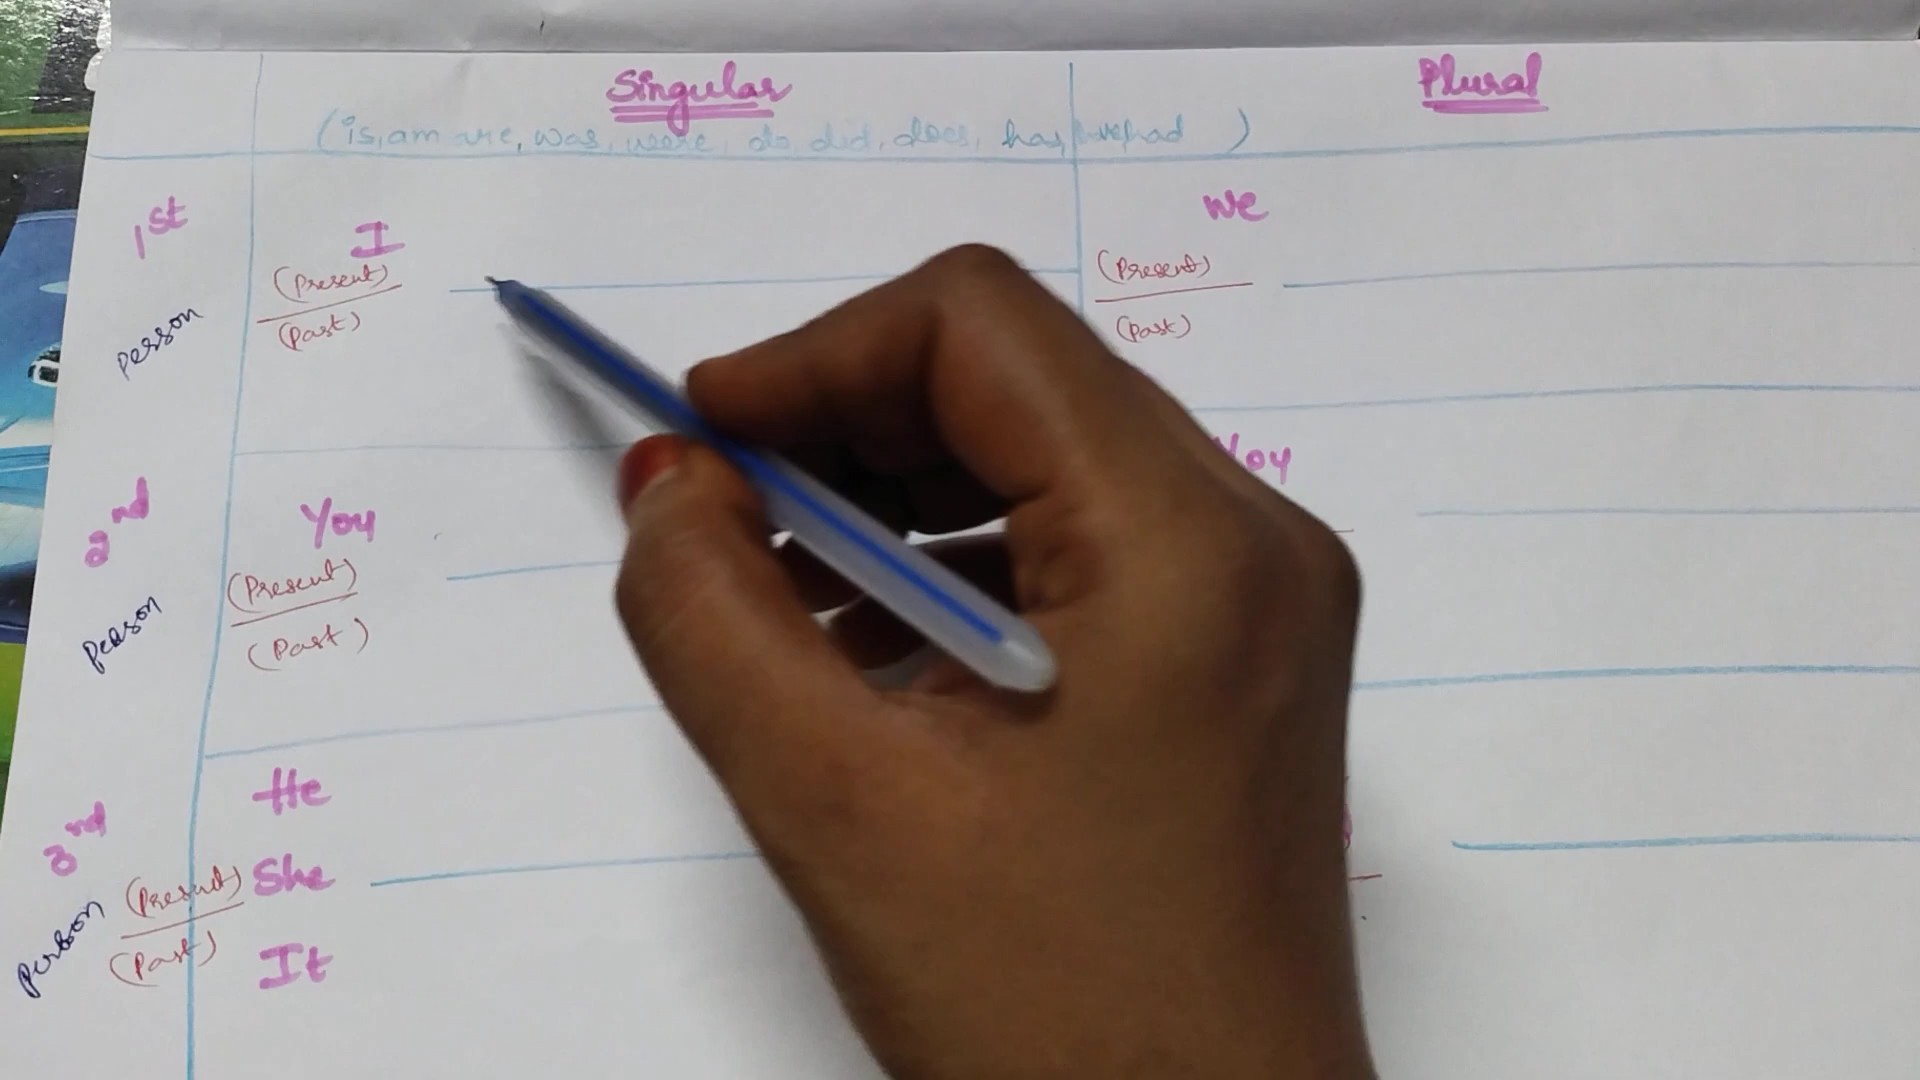 Singular
Plural
(is, am are, was, were, do did, does, has, had )
1st
person
I
(Present)
(Past)
We
(Present)
(Past)
2nd
person
You
(Present)
(Past)
You
3rd
person
(Present)
(Past)
He
She
It